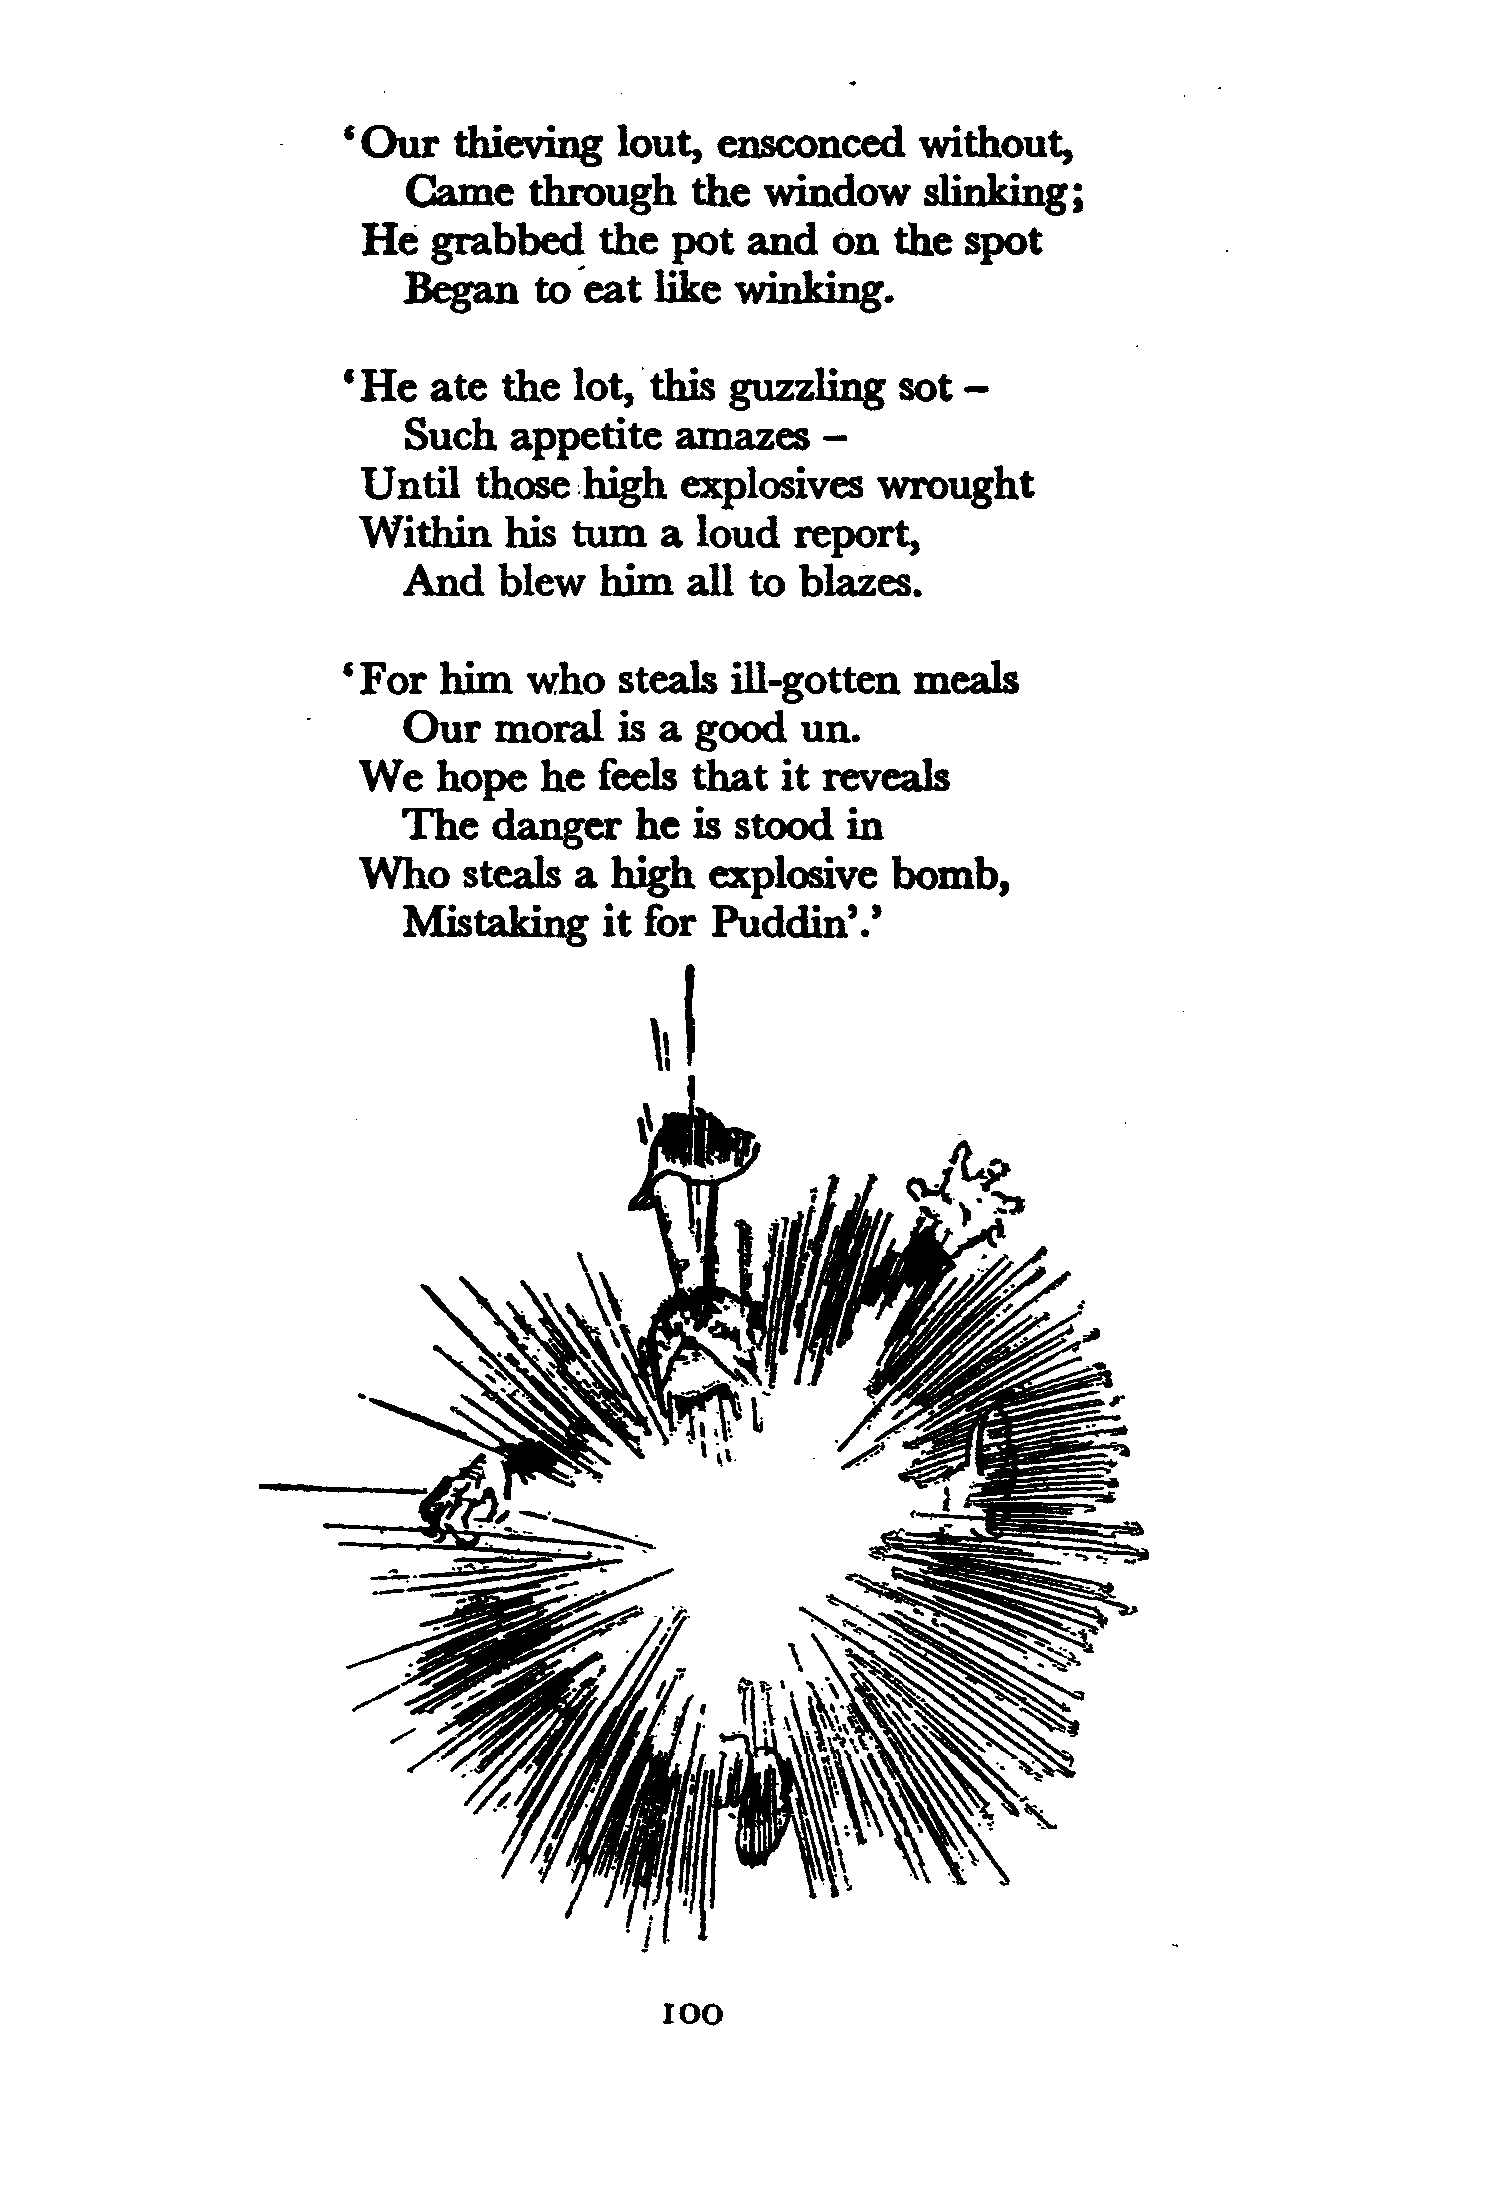 ‘Our thieving lout, ensconced without,
Came through the window slinking;
He grabbed the pot and on the spot
Began to eat like winking.
‘He ate the lot, this guzzling sot –
Such appetite amazes –
Until those high explosives wrought
Within his tum a loud report,
And blew him all to blazes.
‘For him who steals ill-gotten meals
Our moral is a good un.
We hope he feels that it reveals
The danger he is stood in
Who steals a high explosive bomb,
Mistaking it for Puddin’.’
100